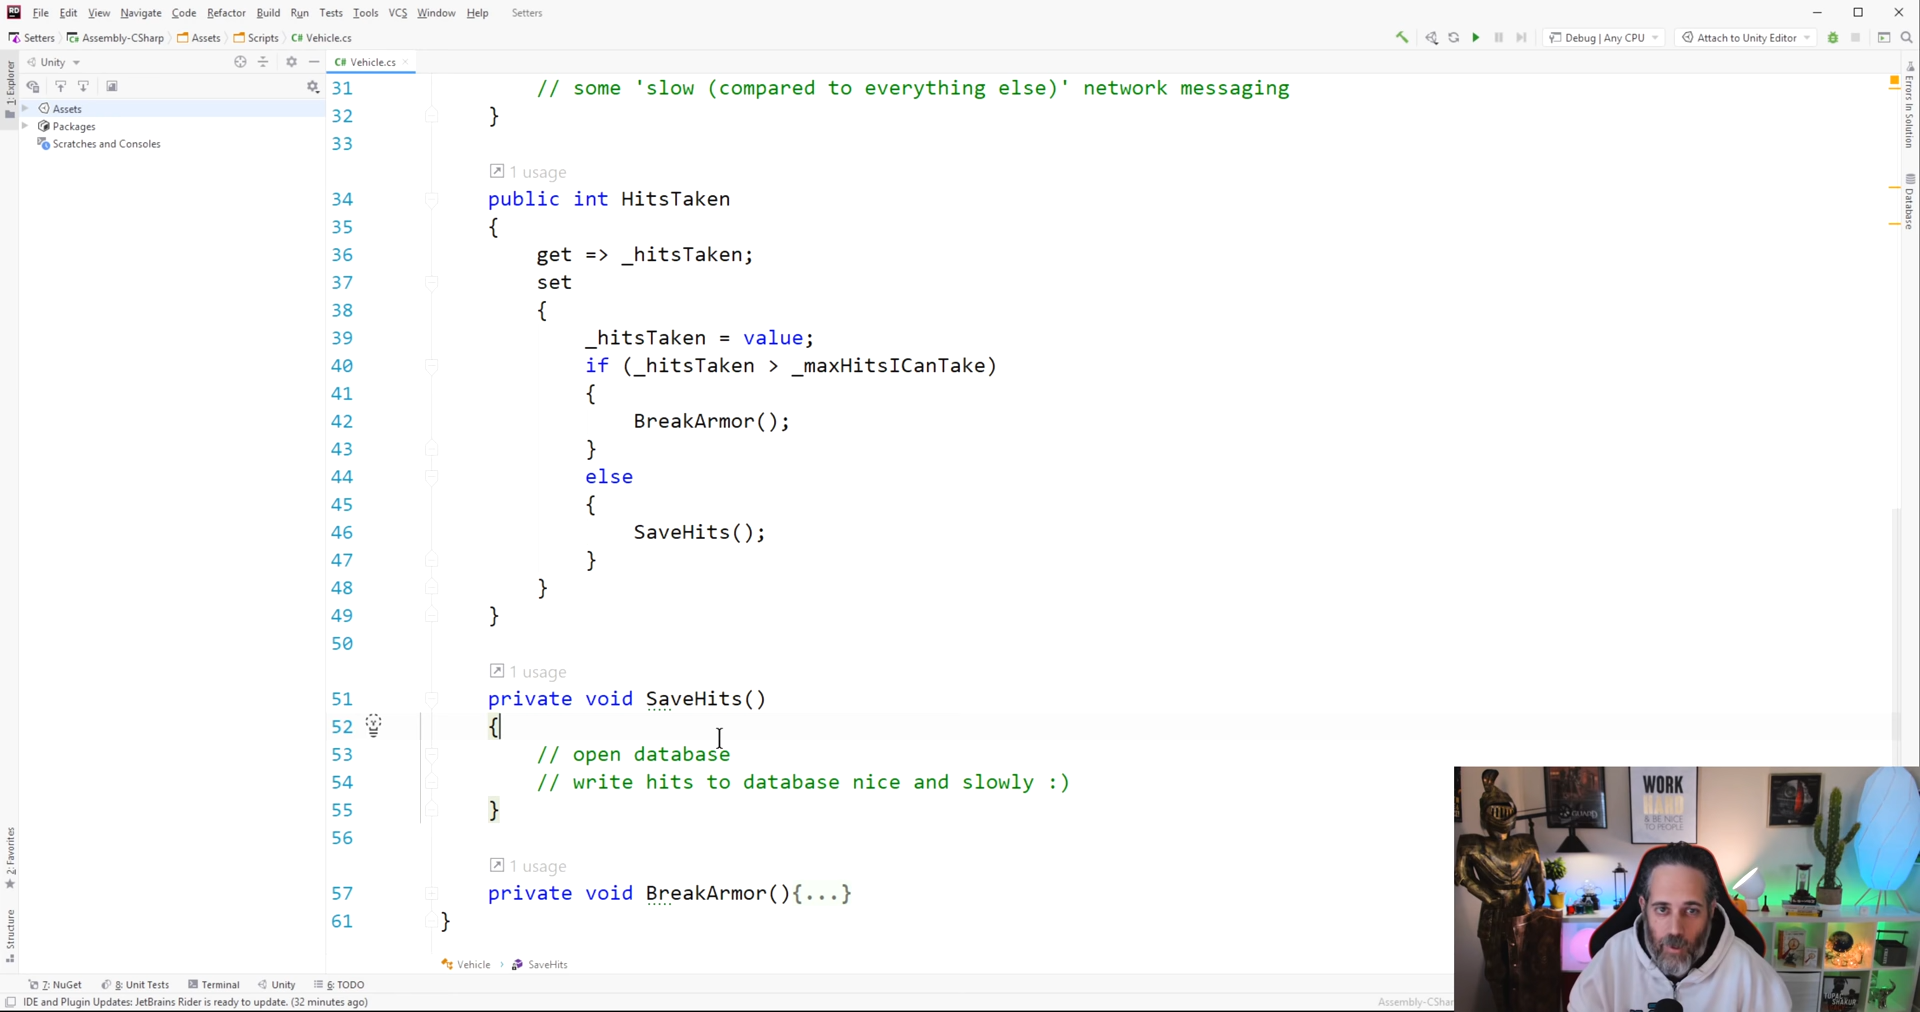 File Edit View Navigate Code Refactor Build Run Tests Tools VCS Window Help Setters
Setters Assembly-CSharp Assets Scripts C# Vehicle.cs
Debug | Any CPU Attach to Unity Editor
1: Explorer
Unity
C# Vehicle.cs
Assets
Packages
Scratches and Consoles
31 // some 'slow (compared to everything else)' network messaging
32 }
33
1 usage
34 public int HitsTaken
35 {
36 get => _hitsTaken;
37 set
38 {
39 _hitsTaken = value;
40 if (_hitsTaken > _maxHitsICanTake)
41 {
42 BreakArmor();
43 }
44 else
45 {
46 SaveHits();
47 }
48 }
49 }
50
1 usage
51 private void SaveHits()
52 {
53 // open database
54 // write hits to database nice and slowly :)
55 }
56
1 usage
57 private void BreakArmor(){...}
61 }
Vehicle › SaveHits
Errors In Solution
Database
2: Favorites
Structure
7: NuGet 8: Unit Tests Terminal Unity 6: TODO
IDE and Plugin Updates: JetBrains Rider is ready to update. (32 minutes ago)
Assembly-CShar
WORK
HARD
& BE NICE
TO PEOPLE